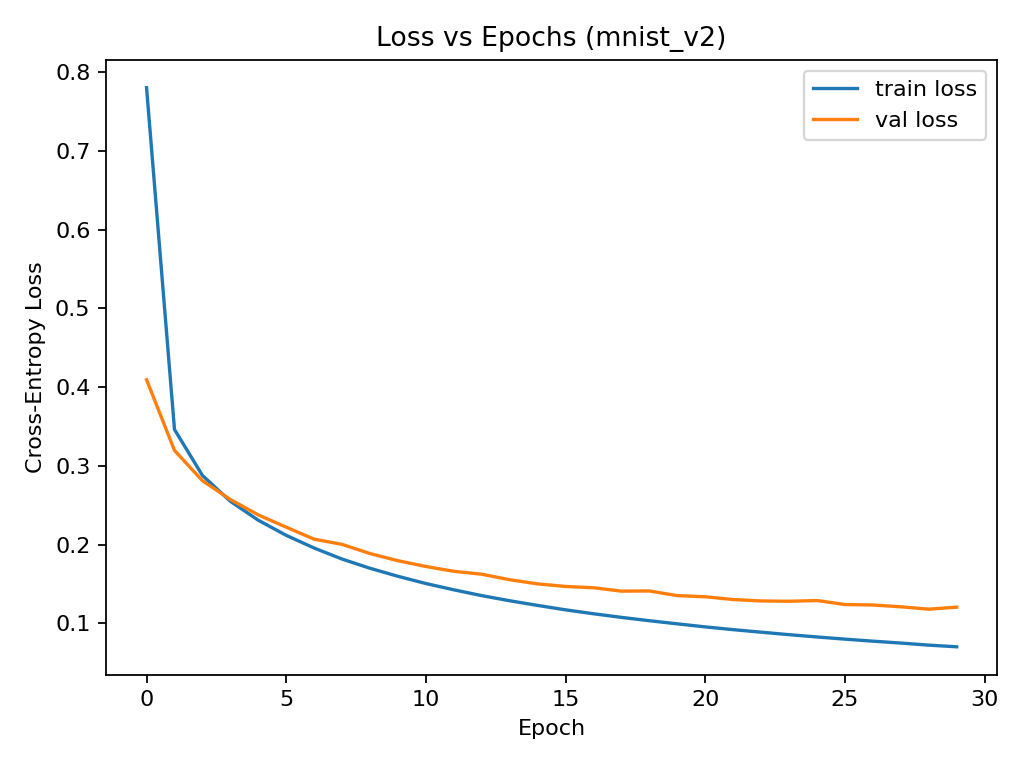 Loss vs Epochs (mnist_v2)
train loss
val loss
Cross-Entropy Loss
0.8
0.7
0.6
0.5
0.4
0.3
0.2
0.1
0 5 10 15 20 25 30
Epoch